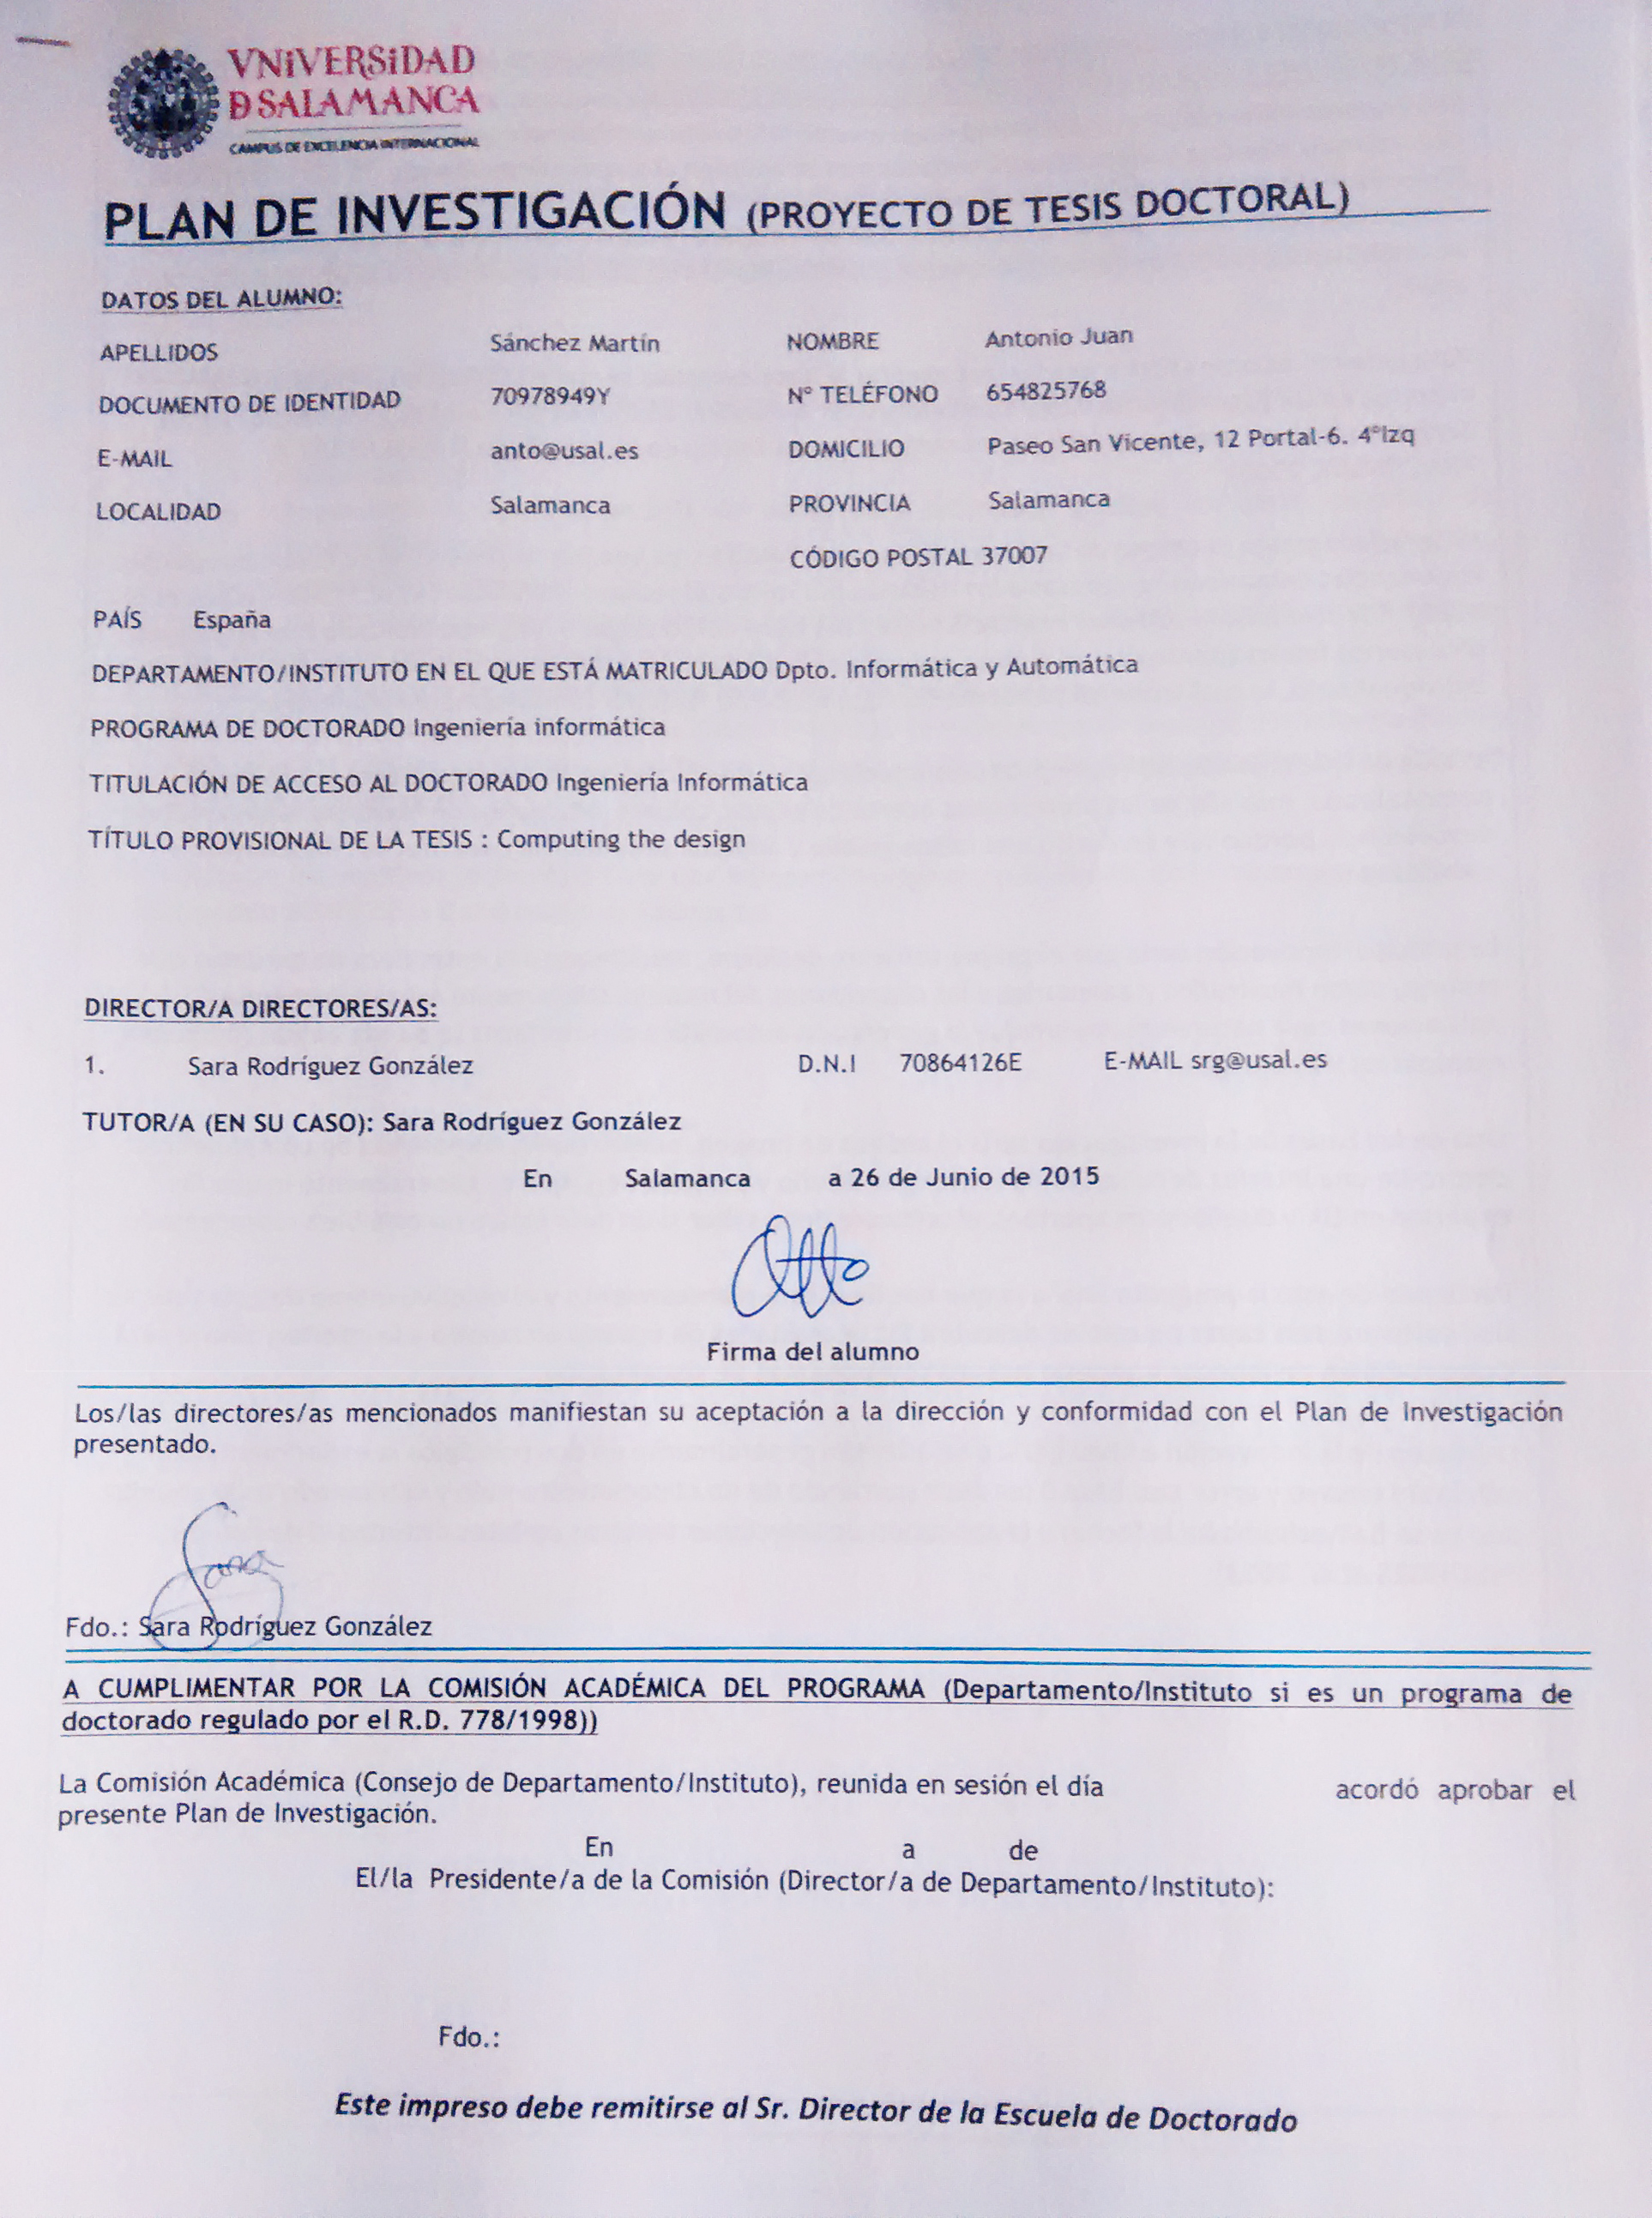 VNiVERSiDAD
D SALAMANCA
CAMPUS DE EXCELENCIA INTERNACIONAL
PLAN DE INVESTIGACIÓN (PROYECTO DE TESIS DOCTORAL)
DATOS DEL ALUMNO:
APELLIDOS Sánchez Martín NOMBRE Antonio Juan
DOCUMENTO DE IDENTIDAD 70978949Y Nº TELÉFONO 654825768
E-MAIL anto@usal.es DOMICILIO Paseo San Vicente, 12 Portal-6. 4ºIzq
LOCALIDAD Salamanca PROVINCIA Salamanca
CÓDIGO POSTAL 37007
PAÍS España
DEPARTAMENTO/INSTITUTO EN EL QUE ESTÁ MATRICULADO Dpto. Informática y Automática
PROGRAMA DE DOCTORADO Ingeniería informática
TITULACIÓN DE ACCESO AL DOCTORADO Ingeniería Informática
TÍTULO PROVISIONAL DE LA TESIS : Computing the design
DIRECTOR/A DIRECTORES/AS:
1. Sara Rodríguez González D.N.I 70864126E E-MAIL srg@usal.es
TUTOR/A (EN SU CASO): Sara Rodríguez González
En Salamanca a 26 de Junio de 2015
Firma del alumno
Los/las directores/as mencionados manifiestan su aceptación a la dirección y conformidad con el Plan de Investigación
presentado.
Sara
Fdo.: Sara Rodríguez González
A CUMPLIMENTAR POR LA COMISIÓN ACADÉMICA DEL PROGRAMA (Departamento/Instituto si es un programa de
doctorado regulado por el R.D. 778/1998))
La Comisión Académica (Consejo de Departamento/Instituto), reunida en sesión el día acordó aprobar el
presente Plan de Investigación.
En a de
El/la Presidente/a de la Comisión (Director/a de Departamento/Instituto):
Fdo.:
Este impreso debe remitirse al Sr. Director de la Escuela de Doctorado